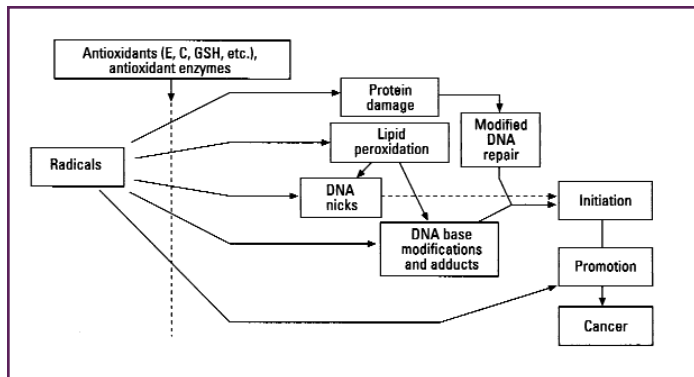 Antioxidants (E, C, GSH, etc.),
antioxidant enzymes
Protein
damage
Lipid
peroxidation
Modified
DNA
repair
Radicals
DNA
nicks
Initiation
DNA base
modifications
and adducts
Promotion
Cancer